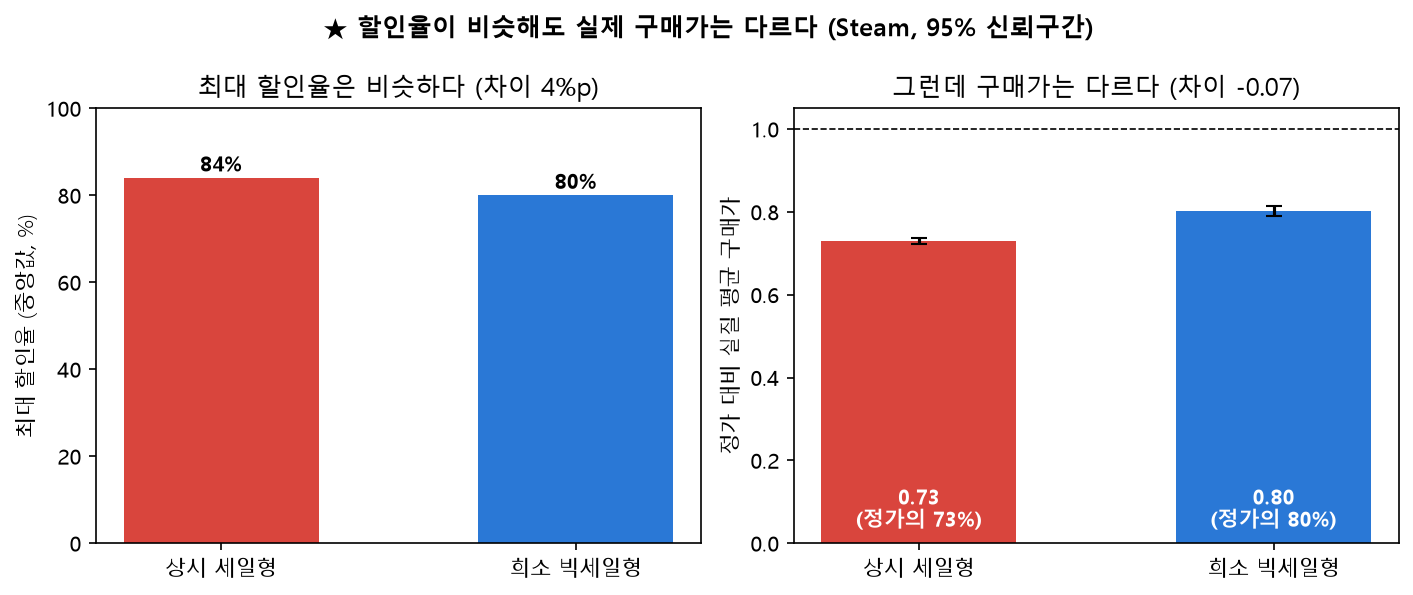 ★ 할인율이 비슷해도 실제 구매가는 다르다 (Steam, 95% 신뢰구간)
최대 할인율은 비슷하다 (차이 4%p)
최대 할인율 (중앙값, %)
100
80
60
40
20
0
84%
80%
상시 세일형
희소 빅세일형
그런데 구매가는 다르다 (차이 -0.07)
정가 대비 실질 평균 구매가
1.0
0.8
0.6
0.4
0.2
0.0
0.73
(정가의 73%)
0.80
(정가의 80%)
상시 세일형
희소 빅세일형